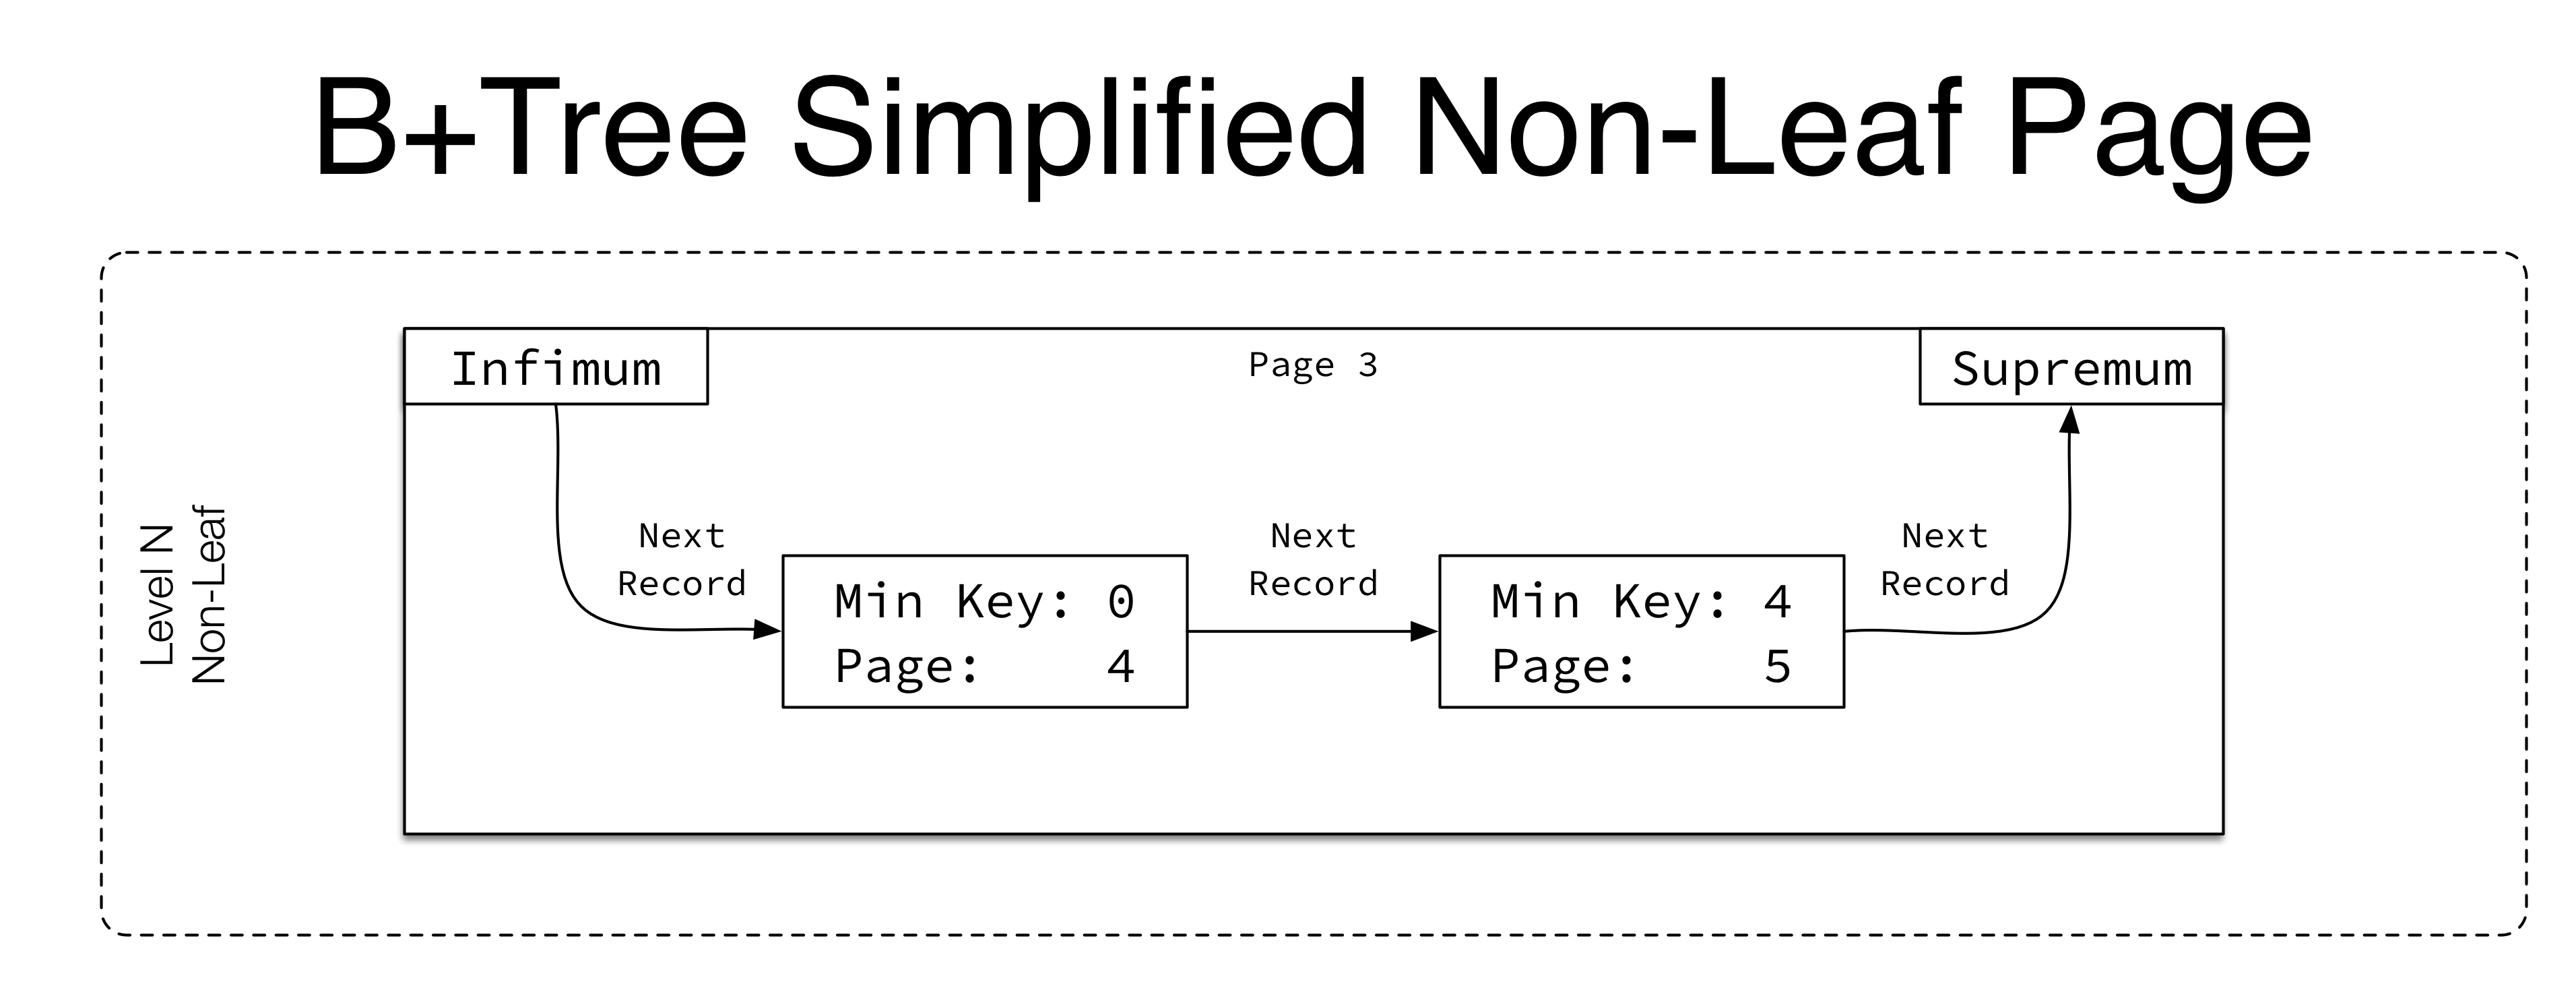 B+Tree Simplified Non-Leaf Page
Level N
Non-Leaf
Infimum
Page 3
Supremum
Next
Record
Min Key: 0
Page: 4
Next
Record
Min Key: 4
Page: 5
Next
Record